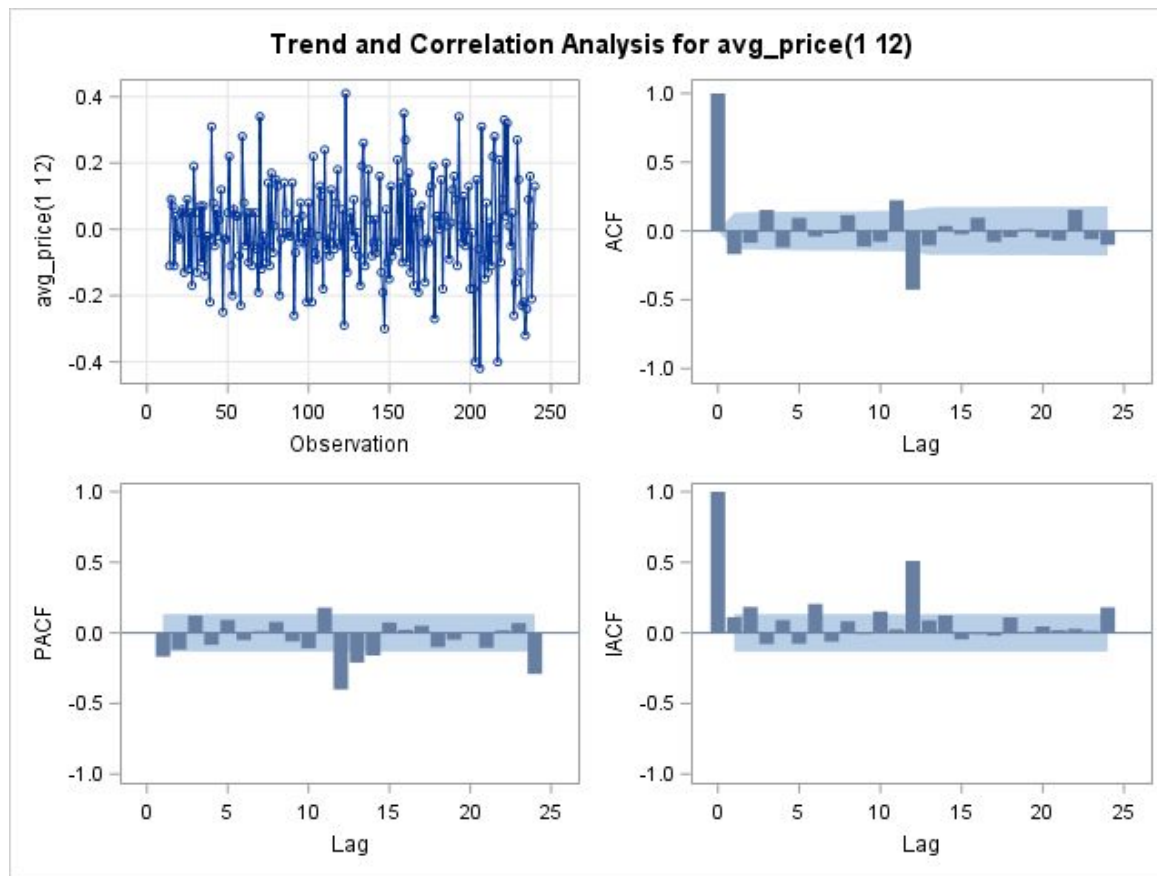 Trend and Correlation Analysis for avg_price(1 12)
avg_price(1 12)
0.4
0.2
0.0
-0.2
-0.4
0 50 100 150 200 250
Observation
ACF
1.0
0.5
0.0
-0.5
-1.0
0 5 10 15 20 25
Lag
PACF
1.0
0.5
0.0
-0.5
-1.0
0 5 10 15 20 25
Lag
IACF
1.0
0.5
0.0
-0.5
-1.0
0 5 10 15 20 25
Lag